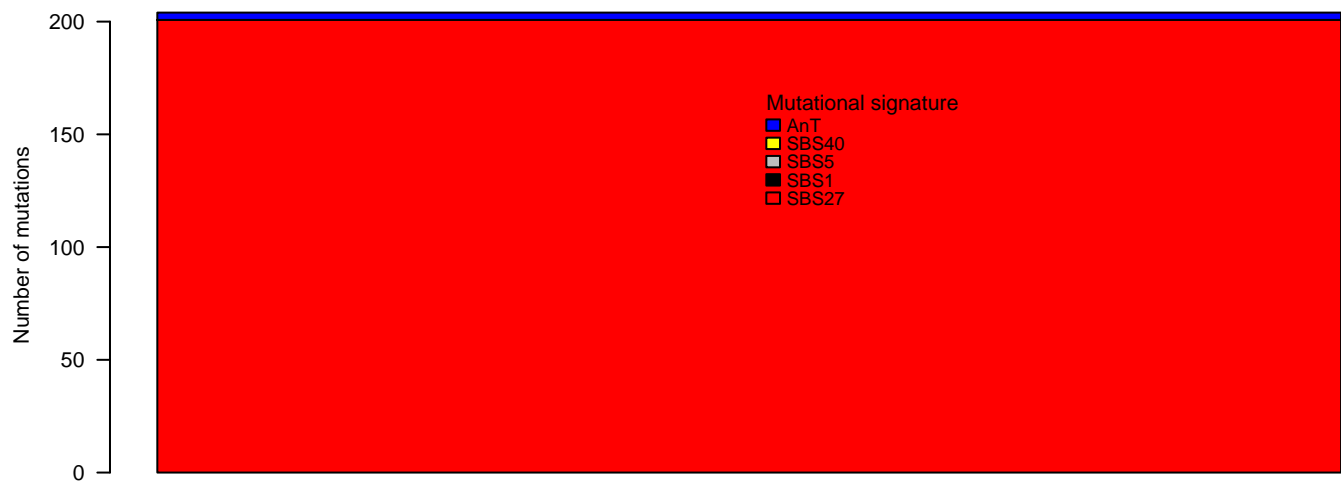 200
150
100
50
0
Number of mutations
Mutational signature
AnT
SBS40
SBS5
SBS1
SBS27